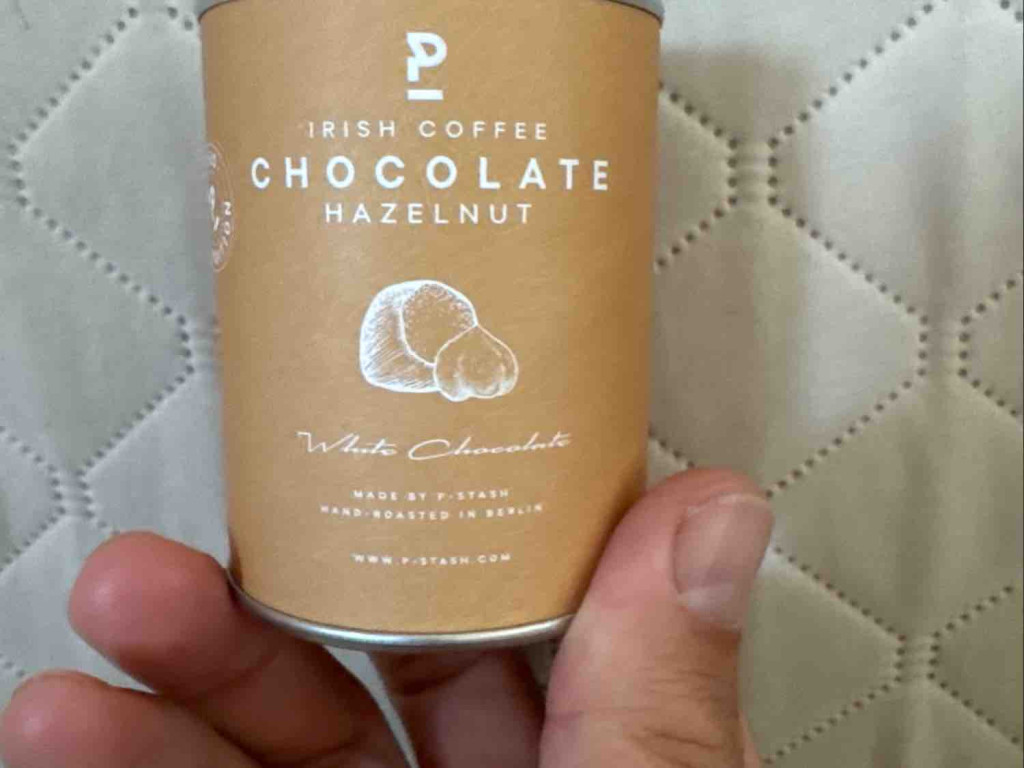 P
IRISH COFFEE
CHOCOLATE
HAZELNUT
White Chocolate
MADE BY P-STASH
HAND-ROASTED IN BERLIN
WWW.P-STASH.COM